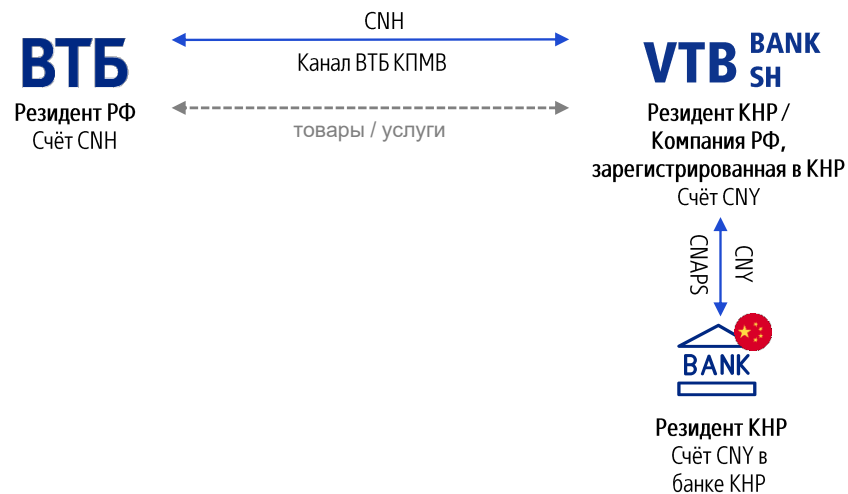 CNH
ВТБ
Канал ВТБ КПМВ
VTB BANK SH
Резидент РФ
Счёт CNH
товары / услуги
Резидент КНР /
Компания РФ,
зарегистрированная в КНР
Счёт CNY
CNAPS
CNY
BANK
Резидент КНР
Счёт CNY в
банке КНР